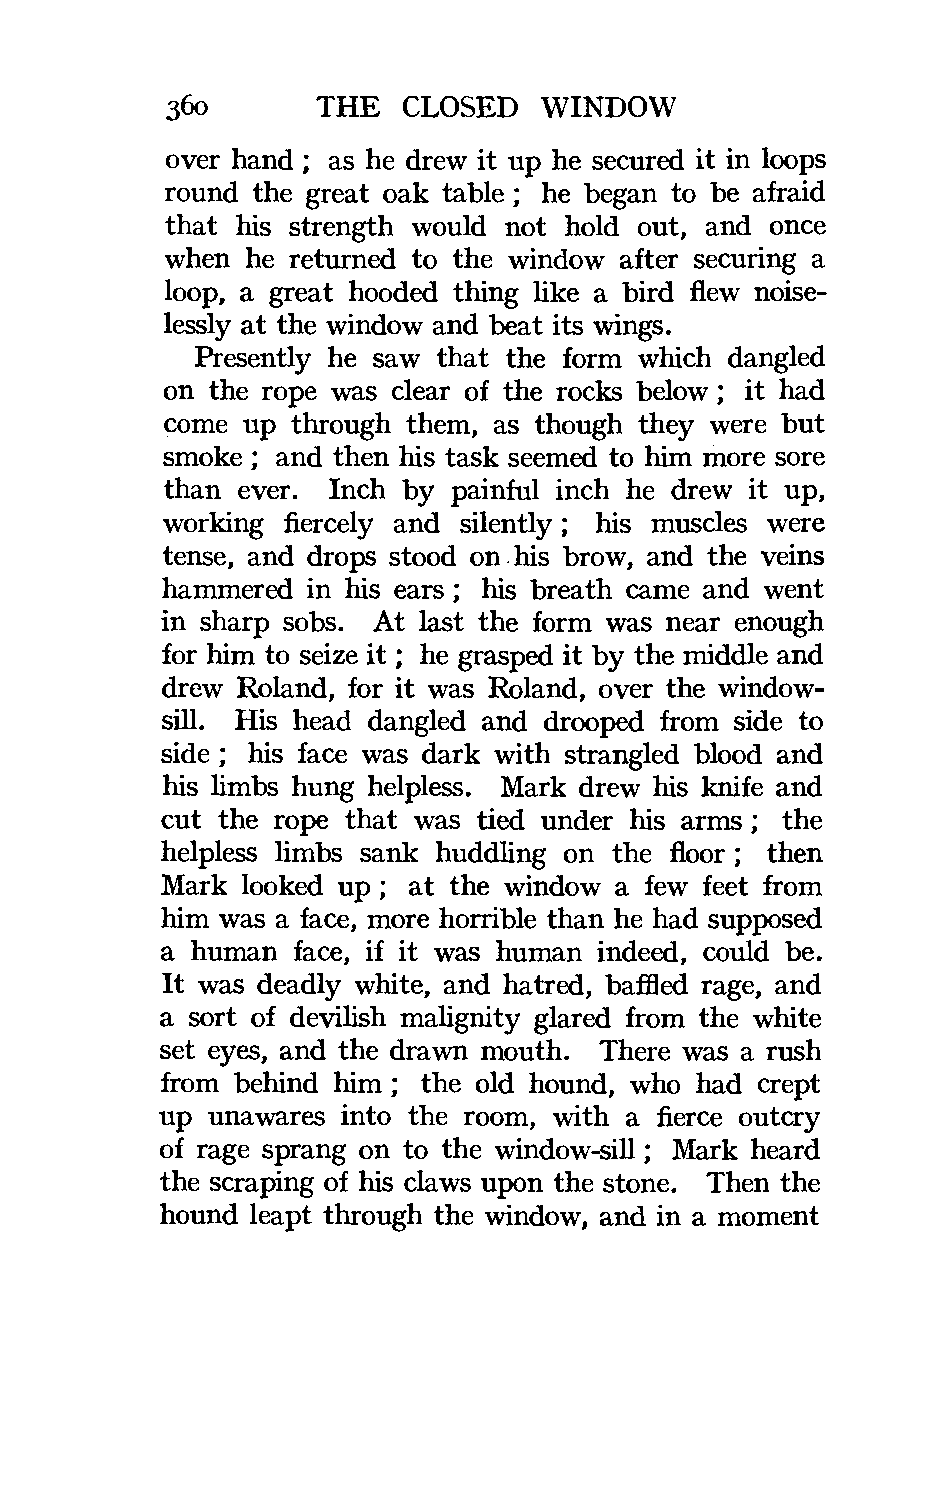 360 THE CLOSED WINDOW
over hand ; as he drew it up he secured it in loops
round the great oak table ; he began to be afraid
that his strength would not hold out, and once
when he returned to the window after securing a
loop, a great hooded thing like a bird flew noise-
lessly at the window and beat its wings.
Presently he saw that the form which dangled
on the rope was clear of the rocks below ; it had
come up through them, as though they were but
smoke ; and then his task seemed to him more sore
than ever. Inch by painful inch he drew it up,
working fiercely and silently ; his muscles were
tense, and drops stood on his brow, and the veins
hammered in his ears ; his breath came and went
in sharp sobs. At last the form was near enough
for him to seize it ; he grasped it by the middle and
drew Roland, for it was Roland, over the window-
sill. His head dangled and drooped from side to
side ; his face was dark with strangled blood and
his limbs hung helpless. Mark drew his knife and
cut the rope that was tied under his arms ; the
helpless limbs sank huddling on the floor ; then
Mark looked up ; at the window a few feet from
him was a face, more horrible than he had supposed
a human face, if it was human indeed, could be.
It was deadly white, and hatred, baffled rage, and
a sort of devilish malignity glared from the white
set eyes, and the drawn mouth. There was a rush
from behind him ; the old hound, who had crept
up unawares into the room, with a fierce outcry
of rage sprang on to the window-sill ; Mark heard
the scraping of his claws upon the stone. Then the
hound leapt through the window, and in a moment